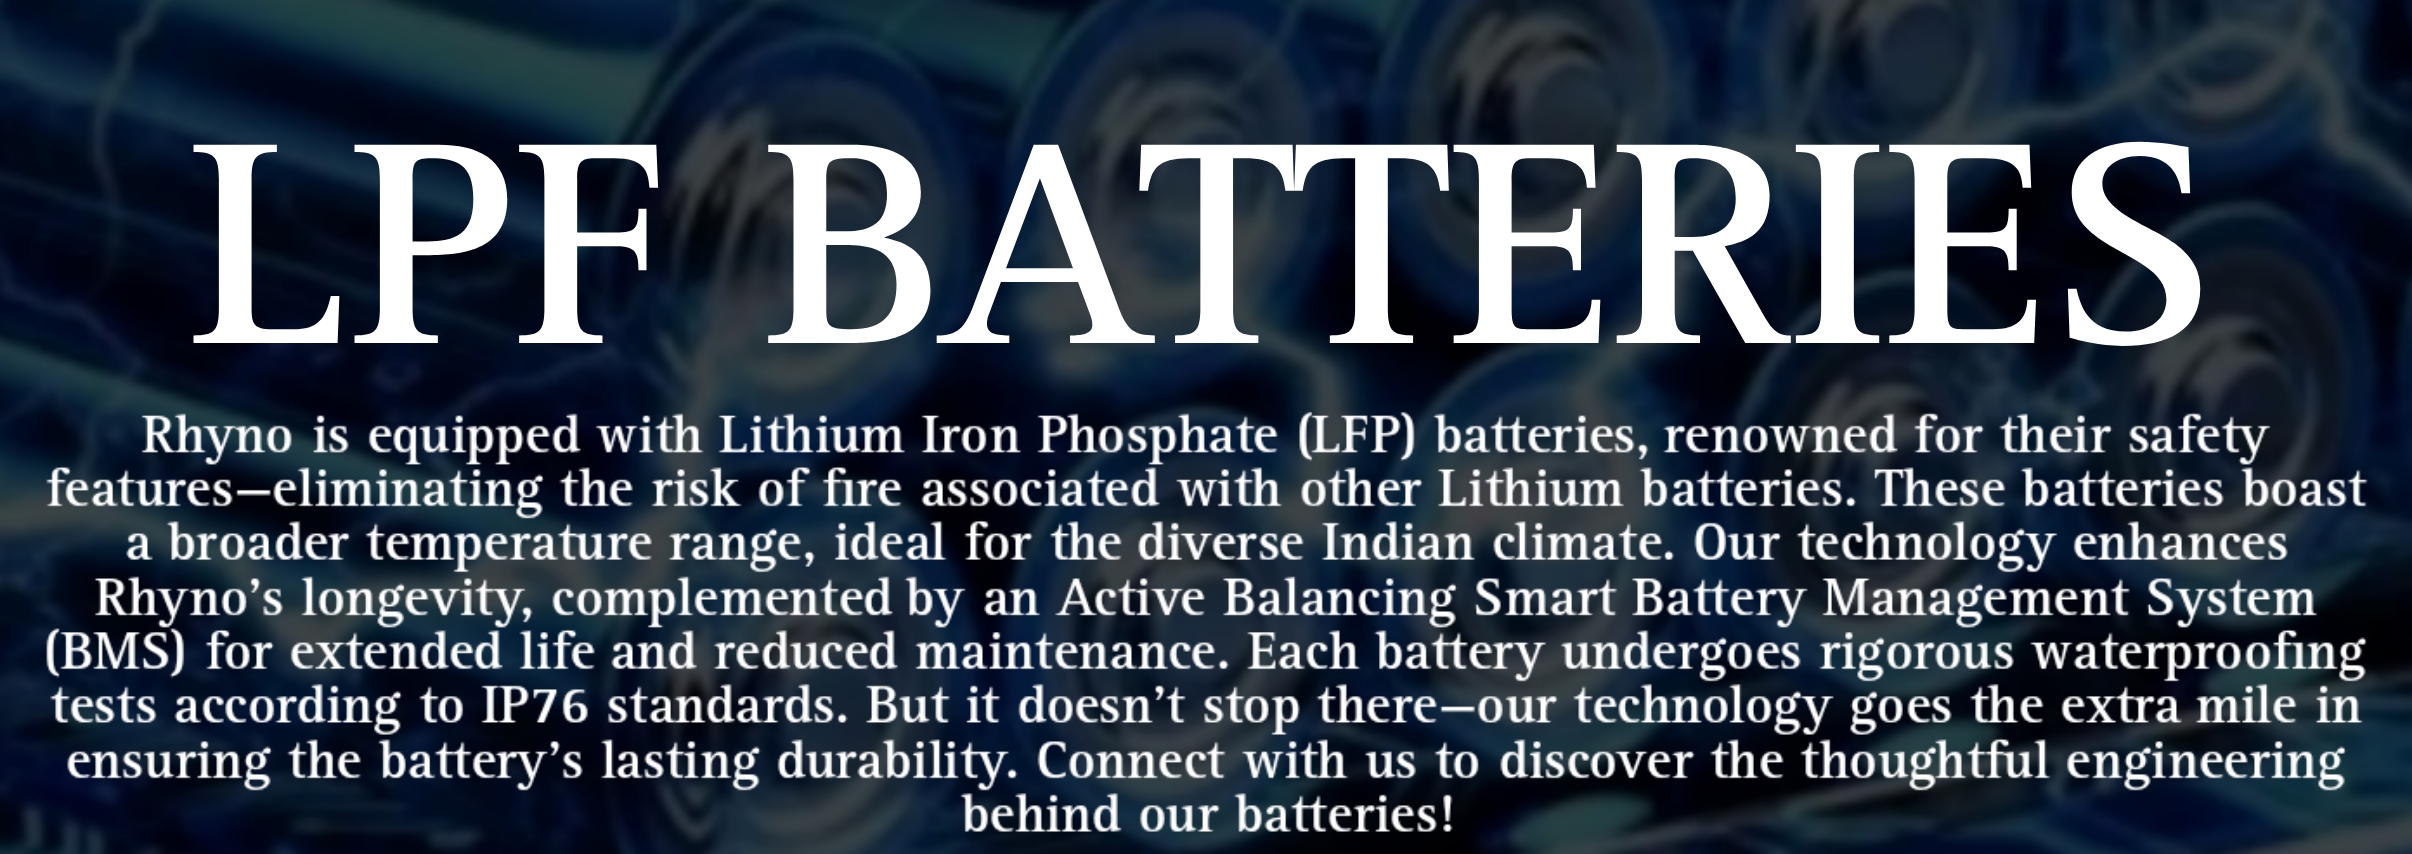 LPF BATTERIES
Rhyno is equipped with Lithium Iron Phosphate (LFP) batteries, renowned for their safety
features—eliminating the risk of fire associated with other Lithium batteries. These batteries boast
a broader temperature range, ideal for the diverse Indian climate. Our technology enhances
Rhyno’s longevity, complemented by an Active Balancing Smart Battery Management System
(BMS) for extended life and reduced maintenance. Each battery undergoes rigorous waterproofing
tests according to IP76 standards. But it doesn’t stop there—our technology goes the extra mile in
ensuring the battery’s lasting durability. Connect with us to discover the thoughtful engineering
behind our batteries!